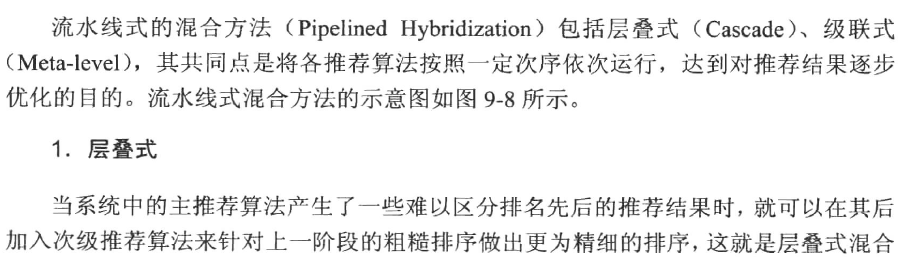 流水线式的混合方法（Pipelined Hybridization）包括层叠式（Cascade）、级联式
（Meta-level），其共同点是将各推荐算法按照一定次序依次运行，达到对推荐结果逐步
优化的目的。流水线式混合方法的示意图如图 9-8 所示。
1．层叠式
当系统中的主推荐算法产生了一些难以区分排名先后的推荐结果时，就可以在其后
加入次级推荐算法来针对上一阶段的粗糙排序做出更为精细的排序，这就是层叠式混合